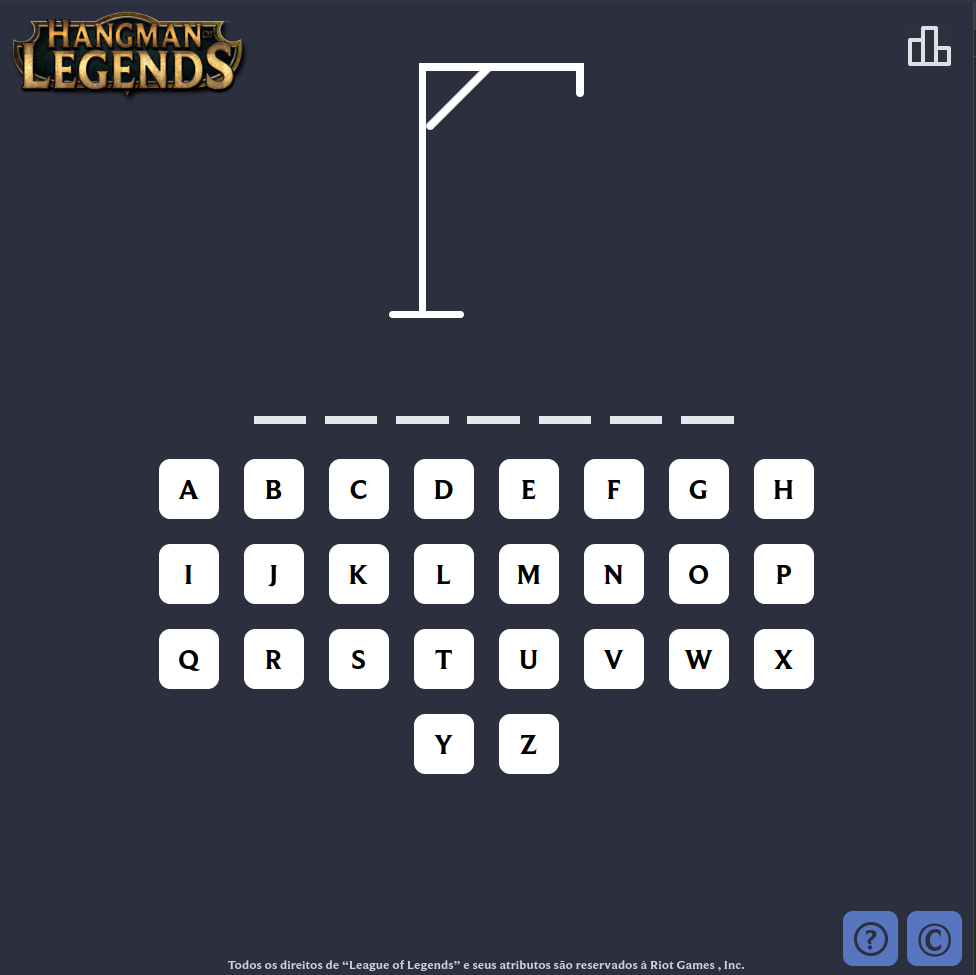 HANGMAN OF
LEGENDS
A B C D E F G H
I J K L M N O P
Q R S T U V W X
Y Z
? ©
Todos os direitos de “League of Legends” e seus atributos são reservados à Riot Games , Inc.